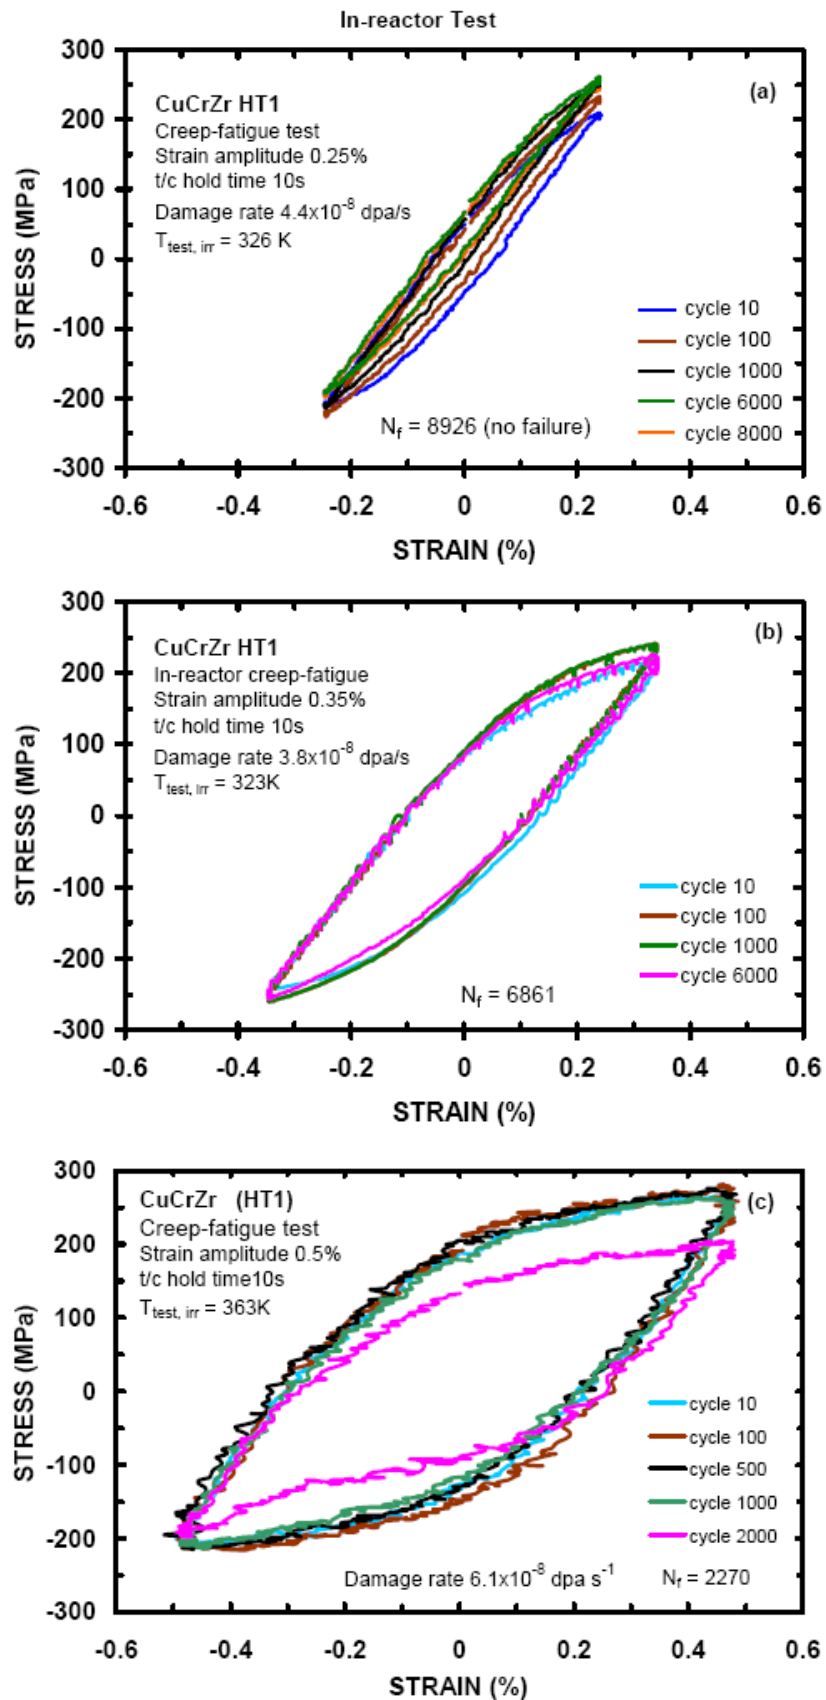 In-reactor Test
300
200
100
0
-100
-200
-300
STRESS (MPa)
(a)
CuCrZr HT1
Creep-fatigue test
Strain amplitude 0.25%
t/c hold time 10s
Damage rate 4.4x10⁻⁸ dpa/s
T test, irr = 326 K
cycle 10
cycle 100
cycle 1000
cycle 6000
cycle 8000
Nf = 8926 (no failure)
-0.6 -0.4 -0.2 0 0.2 0.4 0.6
STRAIN (%)
300
200
100
0
-100
-200
-300
STRESS (MPa)
(b)
CuCrZr HT1
In-reactor creep-fatigue
Strain amplitude 0.35%
t/c hold time 10s
Damage rate 3.8x10⁻⁸ dpa/s
T test, irr = 323K
cycle 10
cycle 100
cycle 1000
cycle 6000
Nf = 6861
-0.6 -0.4 -0.2 0 0.2 0.4 0.6
STRAIN (%)
300
200
100
0
-100
-200
-300
STRESS (MPa)
(c)
CuCrZr (HT1)
Creep-fatigue test
Strain amplitude 0.5%
t/c hold time10s
T test, irr = 363K
cycle 10
cycle 100
cycle 500
cycle 1000
cycle 2000
Damage rate 6.1x10⁻⁸ dpa s⁻¹ Nf = 2270
-0.6 -0.4 -0.2 0 0.2 0.4 0.6
STRAIN (%)